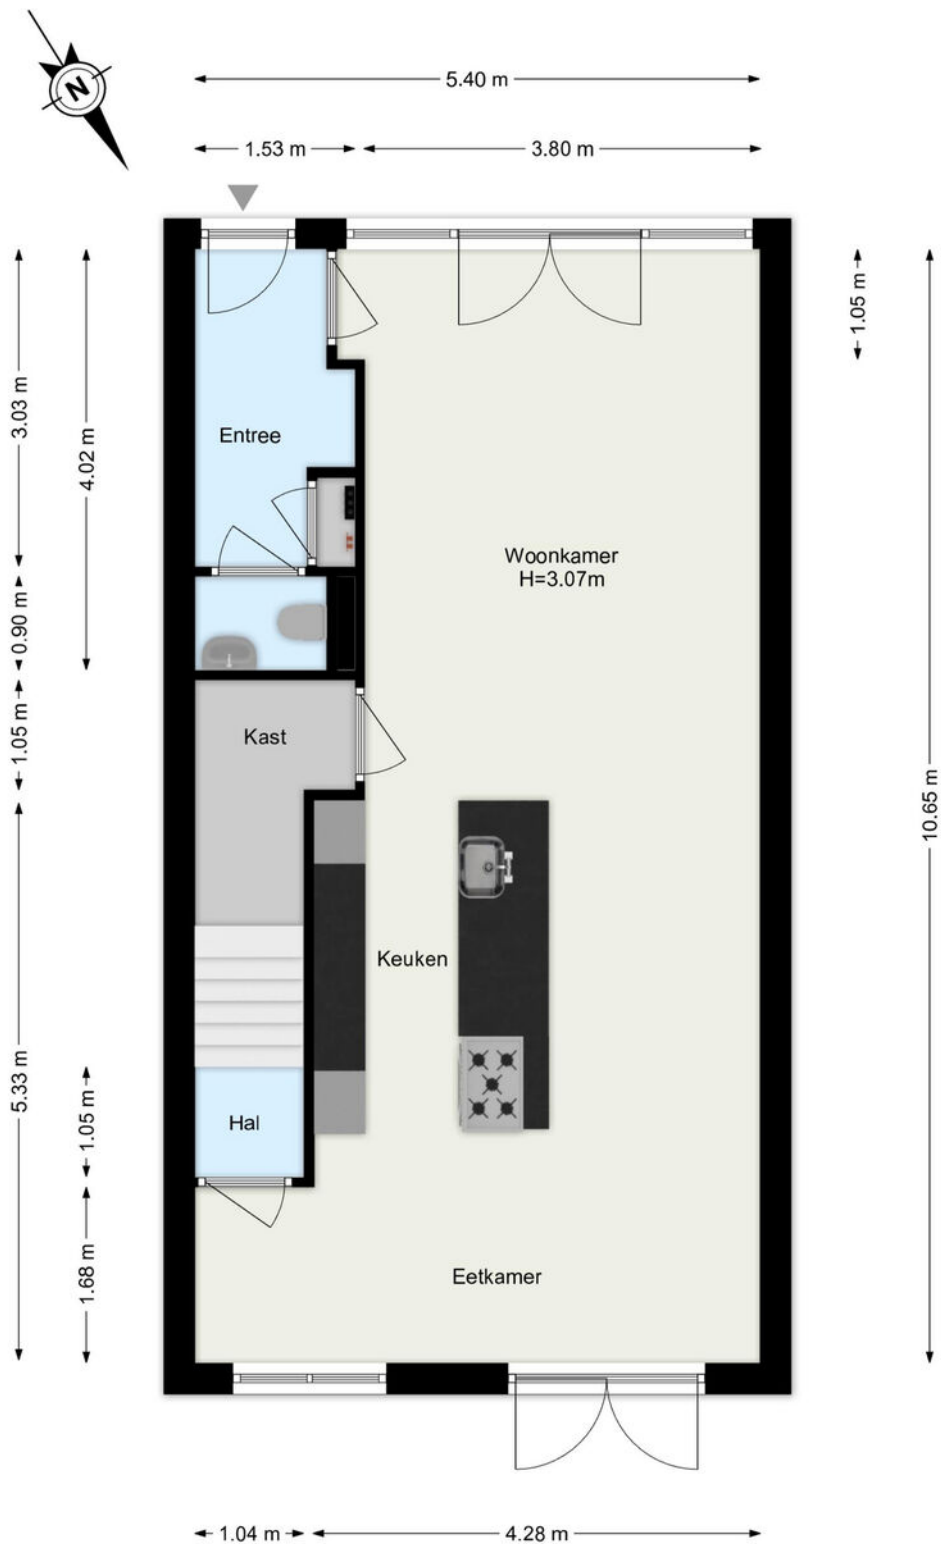 N
5.40 m
1.53 m
3.80 m
1.05 m
3.03 m
4.02 m
Entree
Woonkamer
H=3.07m
0.90 m
1.05 m
Kast
10.65 m
Keuken
5.33 m
1.05 m
Hal
1.68 m
Eetkamer
1.04 m
4.28 m